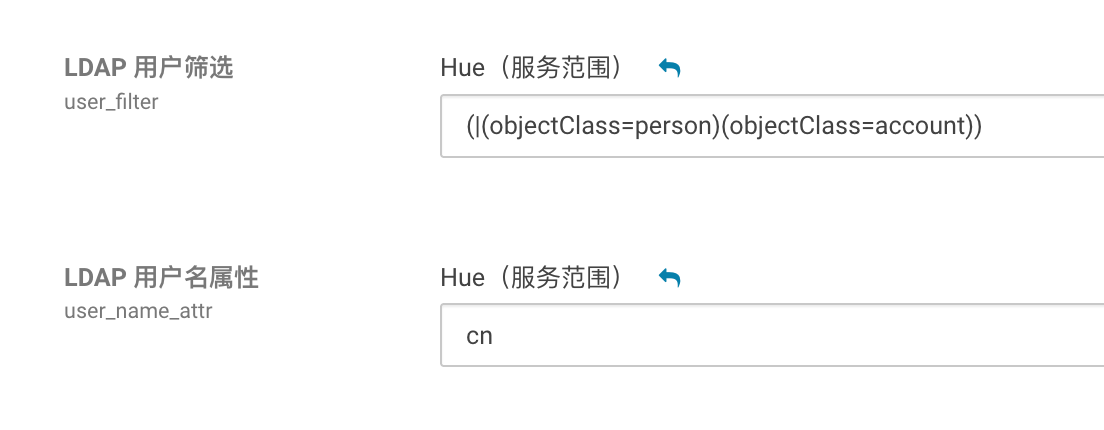 LDAP 用户筛选
Hue（服务范围）
user_filter
(|(objectClass=person)(objectClass=account))
LDAP 用户名属性
Hue（服务范围）
user_name_attr
cn